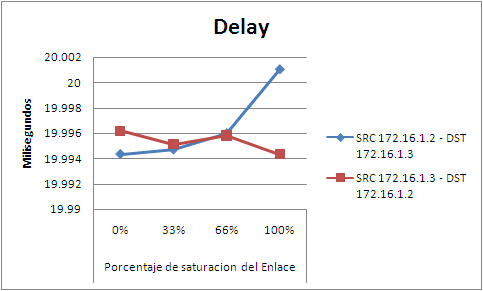 Delay
20.002
20
19.998
19.996
19.994
19.992
19.99
Milisegundos
0%
33%
66%
100%
Porcentaje de saturacion del Enlace
SRC 172.16.1.2 - DST
172.16.1.3
SRC 172.16.1.3 - DST
172.16.1.2